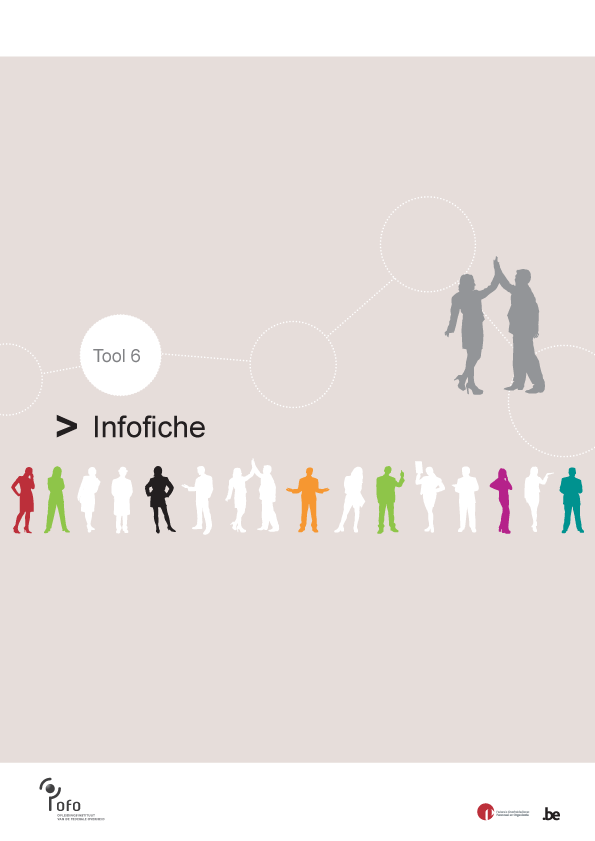 Tool 6
> Infofiche
ofo
OPLEIDINGSINSTITUUT
VAN DE FEDERALE OVERHEID
.be